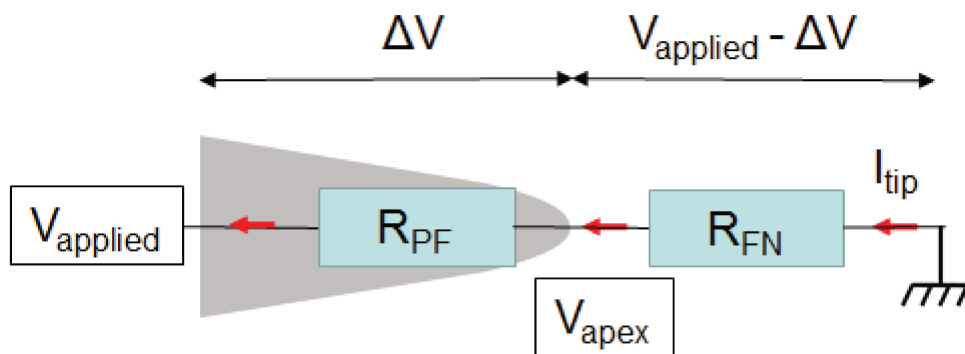 ΔV
V_applied - ΔV
I_tip
V_applied
R_PF
R_FN
V_apex